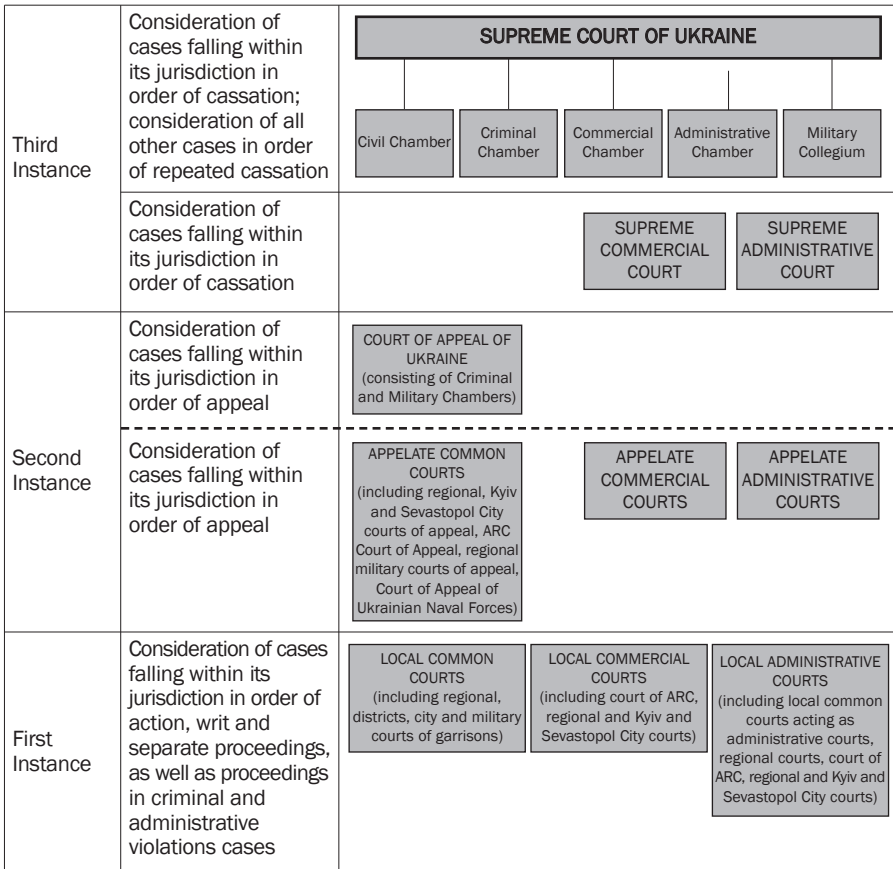 Third
Instance
Consideration of
cases falling within
its jurisdiction in
order of cassation;
consideration of all
other cases in order
of repeated cassation
SUPREME COURT OF UKRAINE
Civil Chamber
Criminal
Chamber
Commercial
Chamber
Administrative
Chamber
Military
Collegium
Consideration of
cases falling within
its jurisdiction in
order of cassation
SUPREME
COMMERCIAL
COURT
SUPREME
ADMINISTRATIVE
COURT
Second
Instance
Consideration of
cases falling within
its jurisdiction in
order of appeal
COURT OF APPEAL OF
UKRAINE
(consisting of Criminal
and Military Chambers)
Consideration of
cases falling within
its jurisdiction in
order of appeal
APPELATE COMMON
COURTS
(including regional, Kyiv
and Sevastopol City
courts of appeal, ARC
Court of Appeal, regional
military courts of appeal,
Court of Appeal of
Ukrainian Naval Forces)
APPELATE
COMMERCIAL
COURTS
APPELATE
ADMINISTRATIVE
COURTS
First
Instance
Consideration of cases
falling within its
jurisdiction in order of
action, writ and
separate proceedings,
as well as proceedings
in criminal and
administrative
violations cases
LOCAL COMMON
COURTS
(including regional,
districts, city and military
courts of garrisons)
LOCAL COMMERCIAL
COURTS
(including court of ARC,
regional and Kyiv and
Sevastopol City courts)
LOCAL ADMINISTRATIVE
COURTS
(including local common
courts acting as
administrative courts,
regional courts, court of
ARC, regional and Kyiv and
Sevastopol City courts)